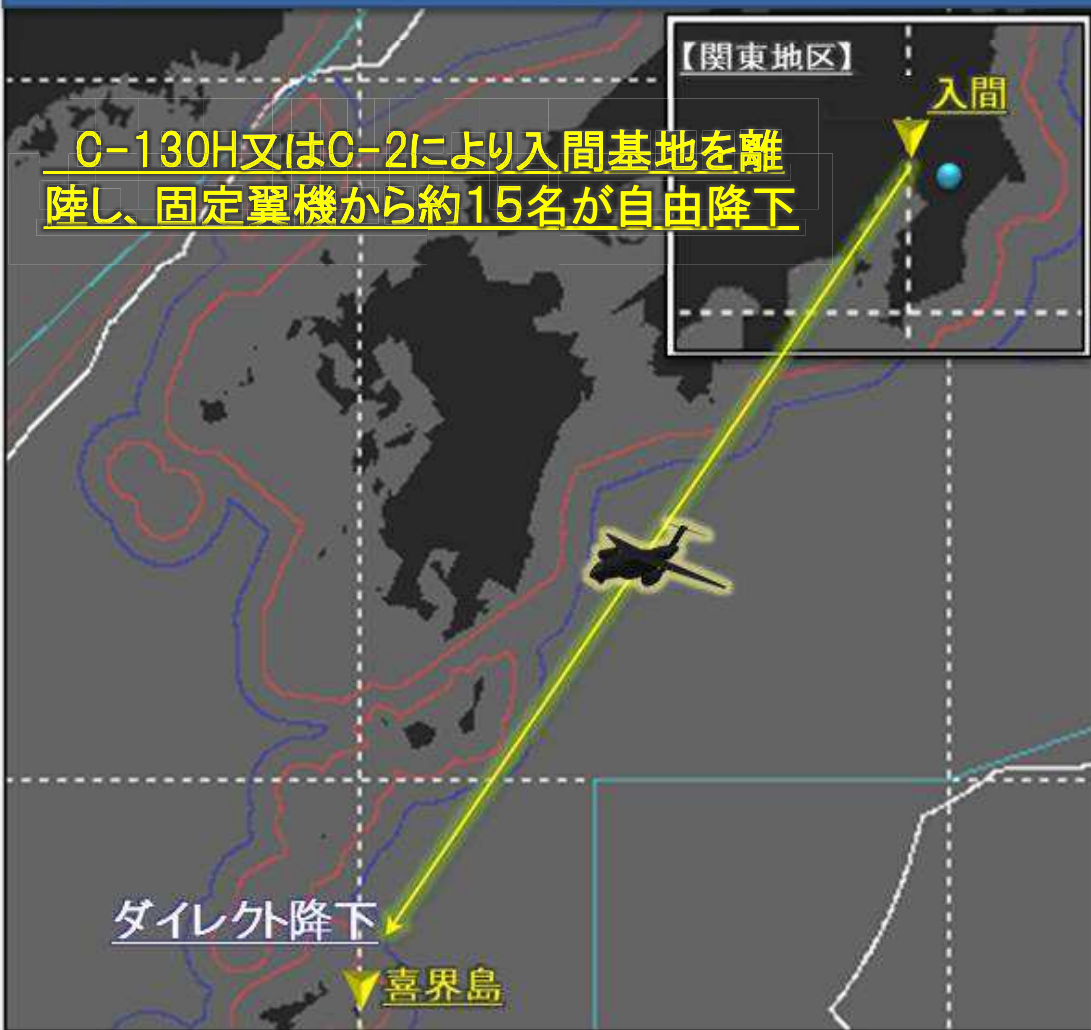 【関東地区】
入間
C-130H又はC-2により入間基地を離
陸し、固定翼機から約15名が自由降下
ダイレクト降下
喜界島